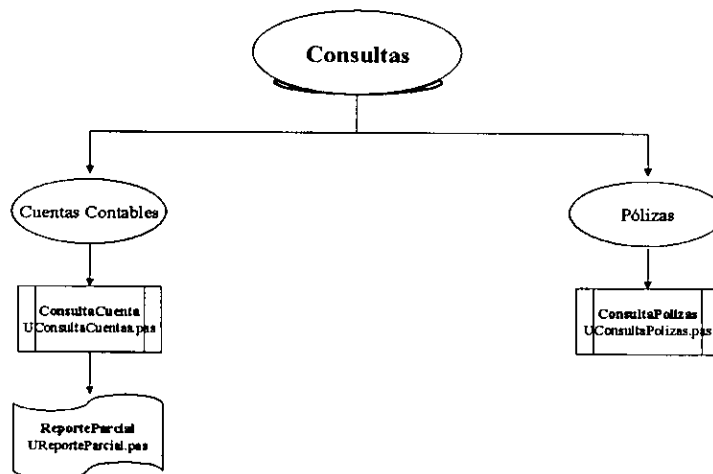 Consultas
Cuentas Contables
Pólizas
ConsultaCuenta
UConsultaCuentas.pas
ConsultaPolizas
UConsultaPolizas.pas
ReporteParcial
UReporteParcial.pas